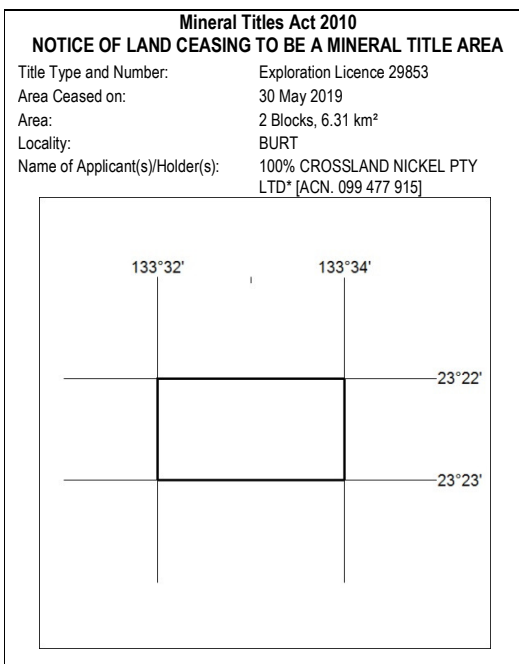 Mineral Titles Act 2010
NOTICE OF LAND CEASING TO BE A MINERAL TITLE AREA
Title Type and Number: Exploration Licence 29853
Area Ceased on: 30 May 2019
Area: 2 Blocks, 6.31 km²
Locality: BURT
Name of Applicant(s)/Holder(s): 100% CROSSLAND NICKEL PTY
LTD* [ACN. 099 477 915]
133°32' 133°34'
23°22'
23°23'